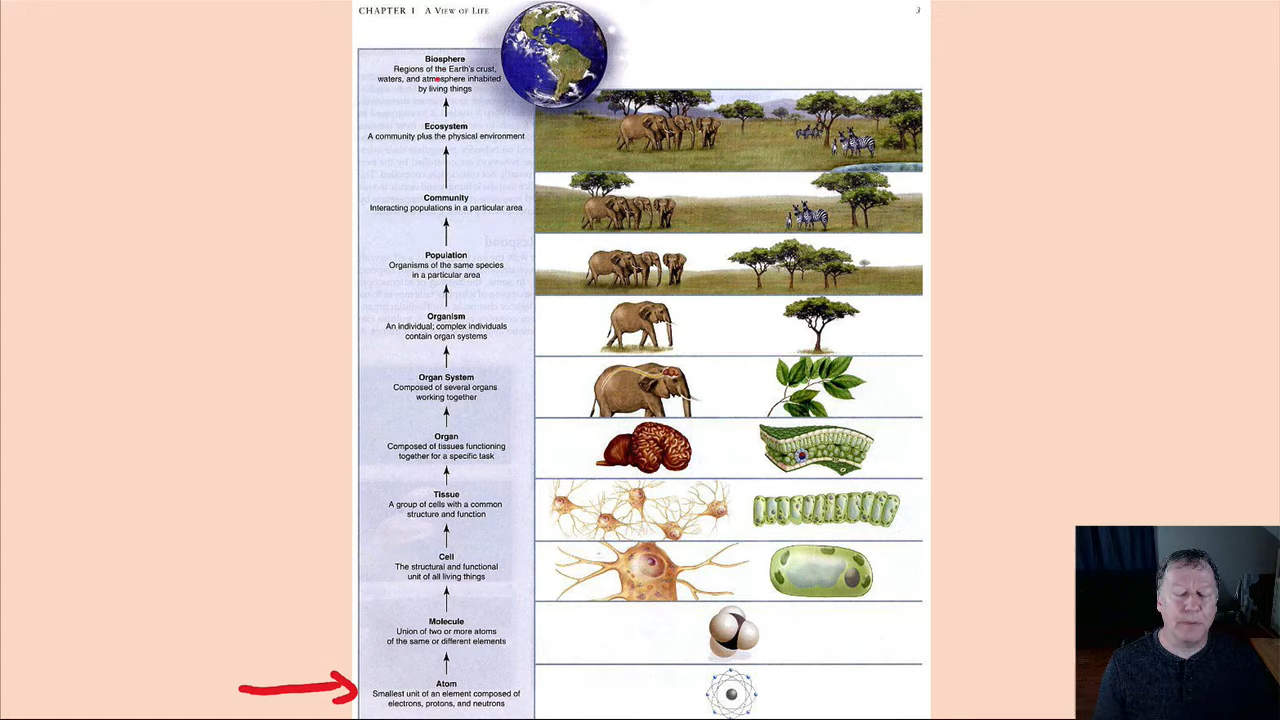 CHAPTER 1 A VIEW OF LIFE 3
Biosphere
Regions of the Earth's crust,
waters, and atmosphere inhabited
by living things
Ecosystem
A community plus the physical environment
Community
Interacting populations in a particular area
Population
Organisms of the same species
in a particular area
Organism
An individual; complex individuals
contain organ systems
Organ System
Composed of several organs
working together
Organ
Composed of tissues functioning
together for a specific task
Tissue
A group of cells with a common
structure and function
Cell
The structural and functional
unit of all living things
Molecule
Union of two or more atoms
of the same or different elements
Atom
Smallest unit of an element composed of
electrons, protons, and neutrons